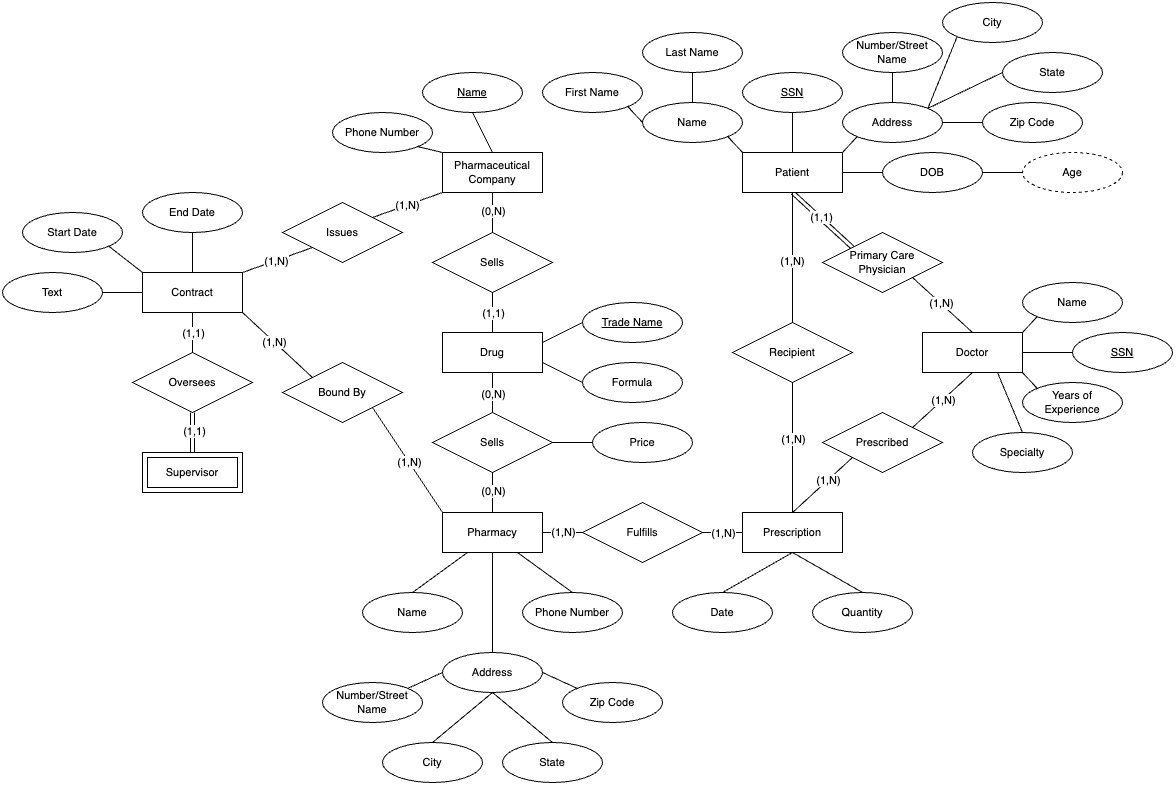 City
Last Name
Number/Street
Name
State
Name
First Name
SSN
Phone Number
Name
Address
Zip Code
Pharmaceutical
Company
Patient
DOB
Age
(1,N)
(0,N)
(1,1)
End Date
Start Date
Issues
Primary Care
Physician
(1,N)
Sells
(1,N)
Text
Contract
(1,N)
Name
(1,1)
Trade Name
(1,1)
(1,N)
Drug
Recipient
Doctor
SSN
Oversees
Bound By
Formula
(0,N)
(1,N)
Years of
Experience
(1,1)
Sells
Price
(1,N)
Prescribed
Specialty
(1,N)
Supervisor
(0,N)
(1,N)
Pharmacy
(1,N)
Fulfills
(1,N)
Prescription
Name
Phone Number
Date
Quantity
Address
Number/Street
Name
Zip Code
City
State